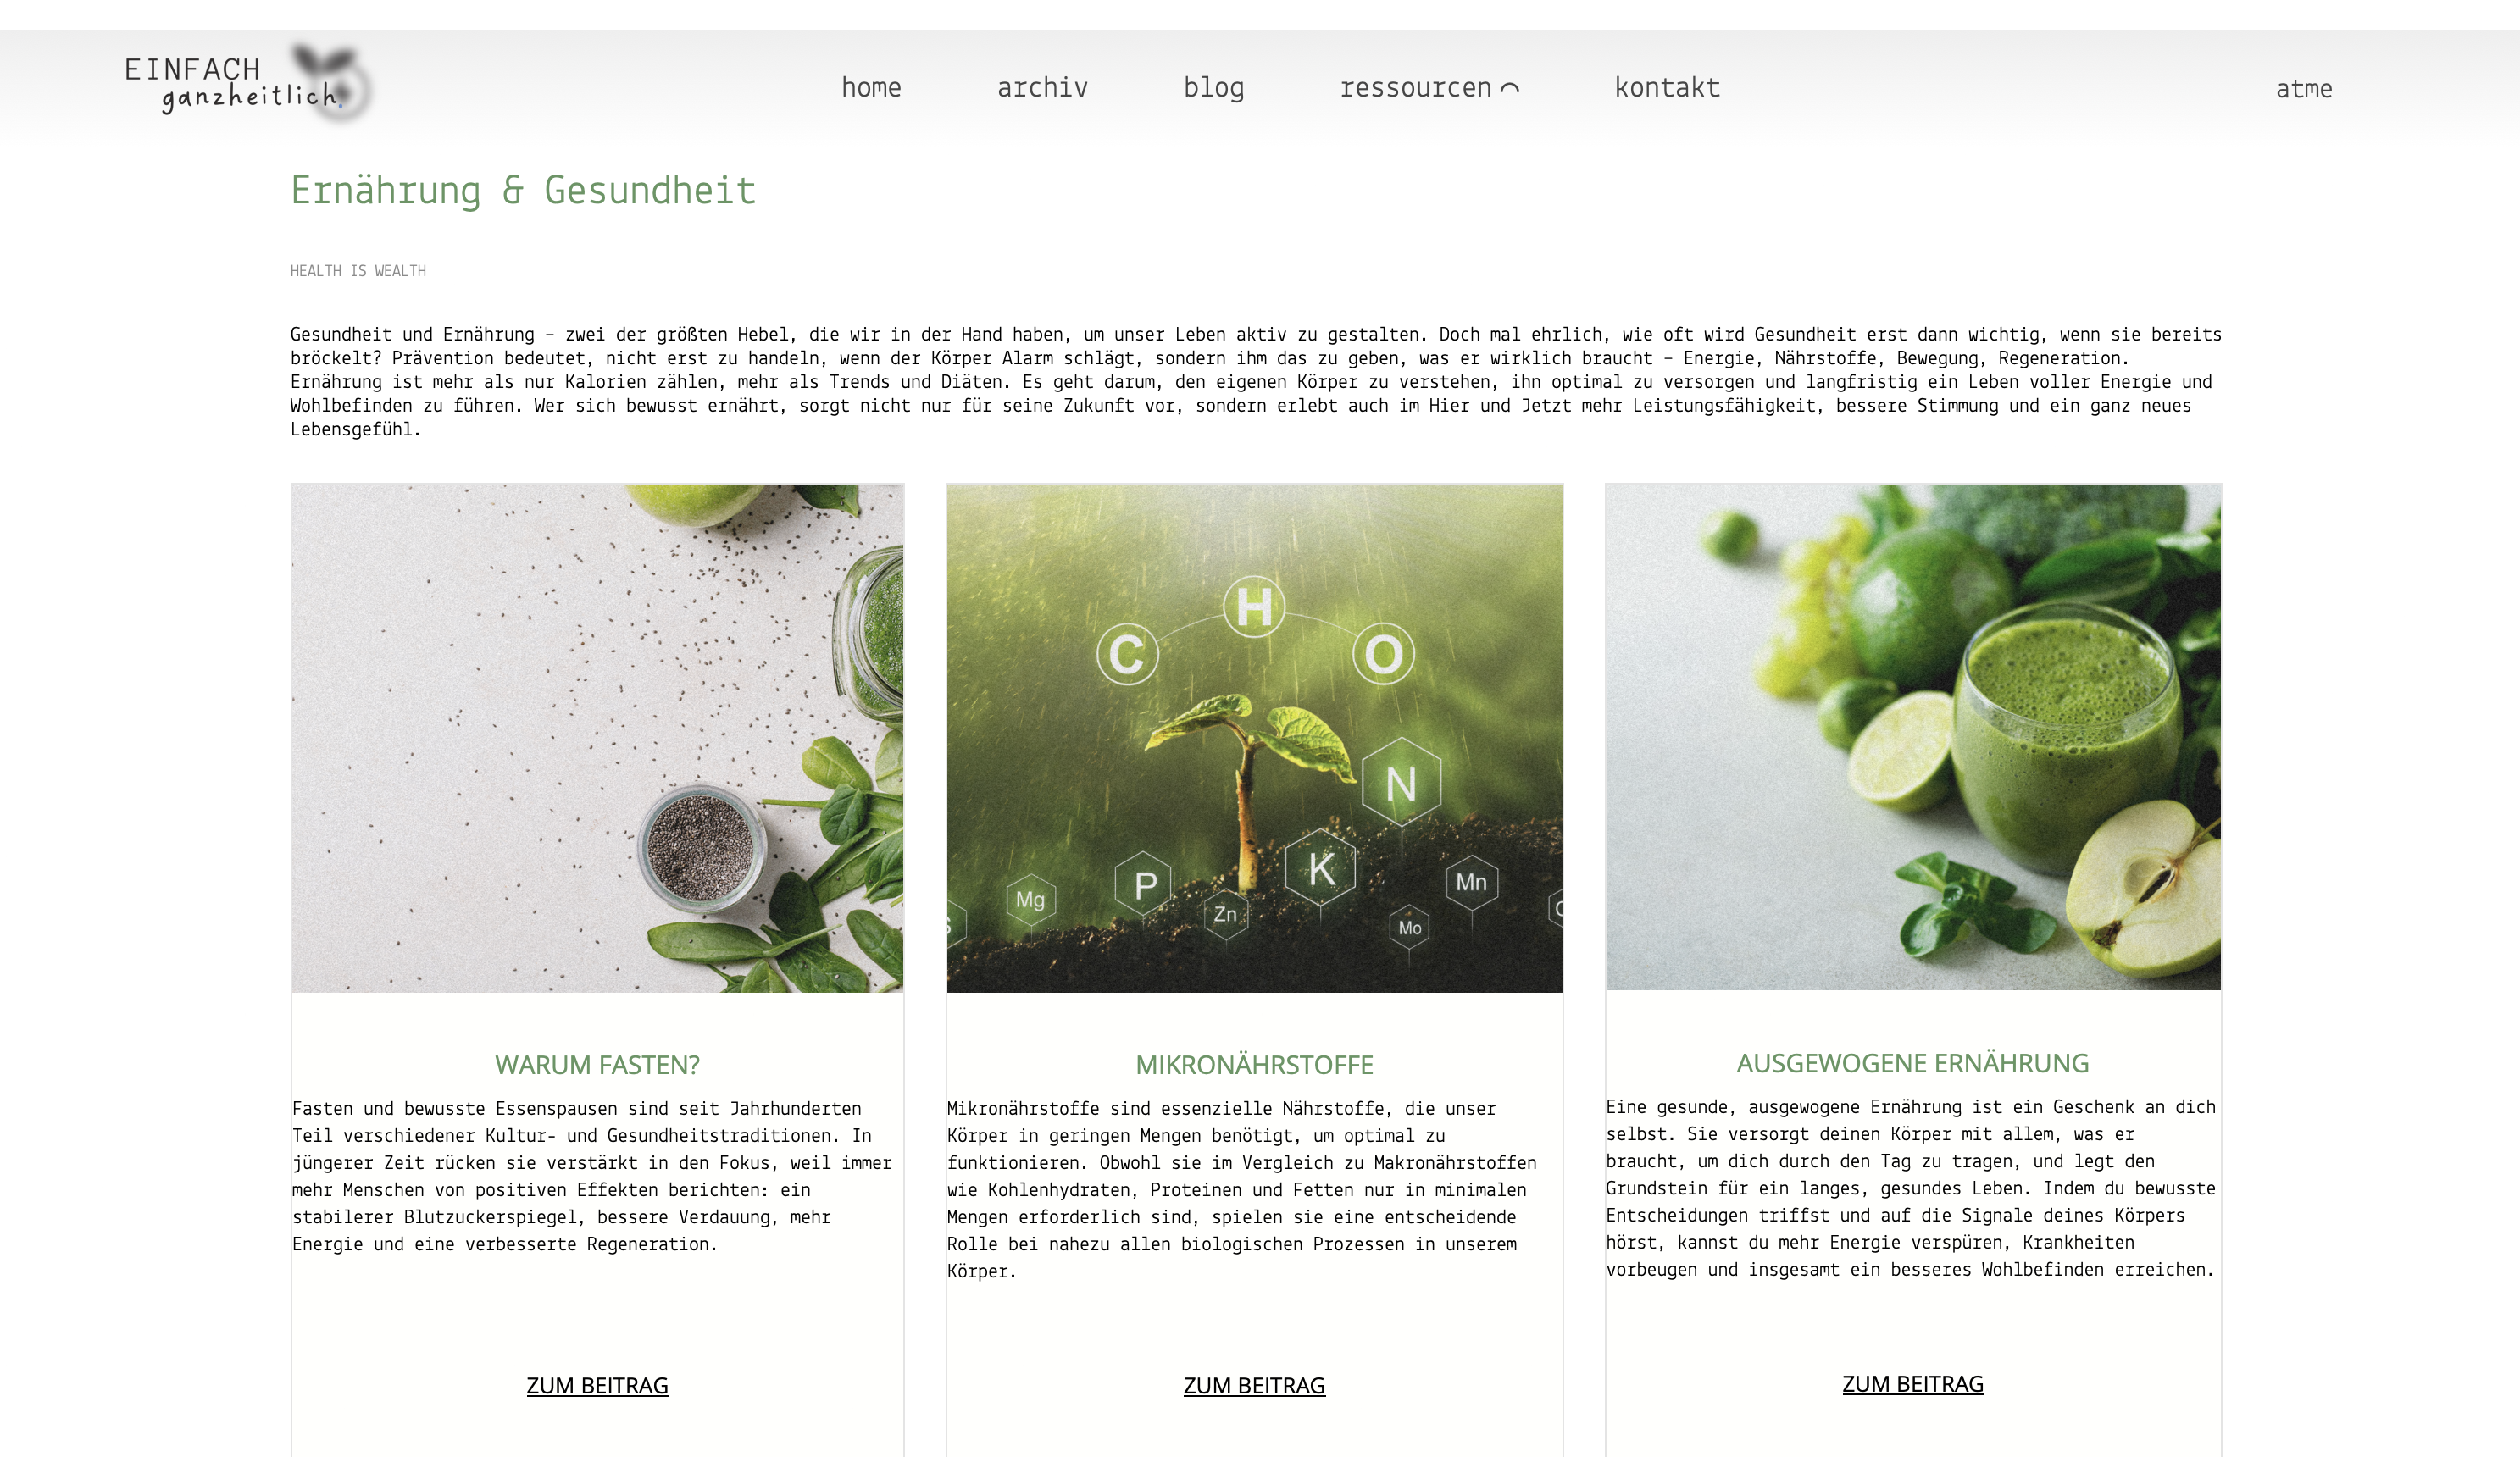 EINFACH
ganzheitlich.
home archiv blog ressourcen kontakt atme
Ernährung & Gesundheit
HEALTH IS WEALTH
Gesundheit und Ernährung – zwei der größten Hebel, die wir in der Hand haben, um unser Leben aktiv zu gestalten. Doch mal ehrlich, wie oft wird Gesundheit erst dann wichtig, wenn sie bereits
bröckelt? Prävention bedeutet, nicht erst zu handeln, wenn der Körper Alarm schlägt, sondern ihm das zu geben, was er wirklich braucht – Energie, Nährstoffe, Bewegung, Regeneration.
Ernährung ist mehr als nur Kalorien zählen, mehr als Trends und Diäten. Es geht darum, den eigenen Körper zu verstehen, ihn optimal zu versorgen und langfristig ein Leben voller Energie und
Wohlbefinden zu führen. Wer sich bewusst ernährt, sorgt nicht nur für seine Zukunft vor, sondern erlebt auch im Hier und Jetzt mehr Leistungsfähigkeit, bessere Stimmung und ein ganz neues
Lebensgefühl.
C H O
N
K
P
Mg
Zn
Mn
Mo
WARUM FASTEN?
Fasten und bewusste Essenspausen sind seit Jahrhunderten
Teil verschiedener Kultur- und Gesundheitstraditionen. In
jüngerer Zeit rücken sie verstärkt in den Fokus, weil immer
mehr Menschen von positiven Effekten berichten: ein
stabilerer Blutzuckerspiegel, bessere Verdauung, mehr
Energie und eine verbesserte Regeneration.
ZUM BEITRAG
MIKRONÄHRSTOFFE
Mikronährstoffe sind essenzielle Nährstoffe, die unser
Körper in geringen Mengen benötigt, um optimal zu
funktionieren. Obwohl sie im Vergleich zu Makronährstoffen
wie Kohlenhydraten, Proteinen und Fetten nur in minimalen
Mengen erforderlich sind, spielen sie eine entscheidende
Rolle bei nahezu allen biologischen Prozessen in unserem
Körper.
ZUM BEITRAG
AUSGEWOGENE ERNÄHRUNG
Eine gesunde, ausgewogene Ernährung ist ein Geschenk an dich
selbst. Sie versorgt deinen Körper mit allem, was er
braucht, um dich durch den Tag zu tragen, und legt den
Grundstein für ein langes, gesundes Leben. Indem du bewusste
Entscheidungen triffst und auf die Signale deines Körpers
hörst, kannst du mehr Energie verspüren, Krankheiten
vorbeugen und insgesamt ein besseres Wohlbefinden erreichen.
ZUM BEITRAG